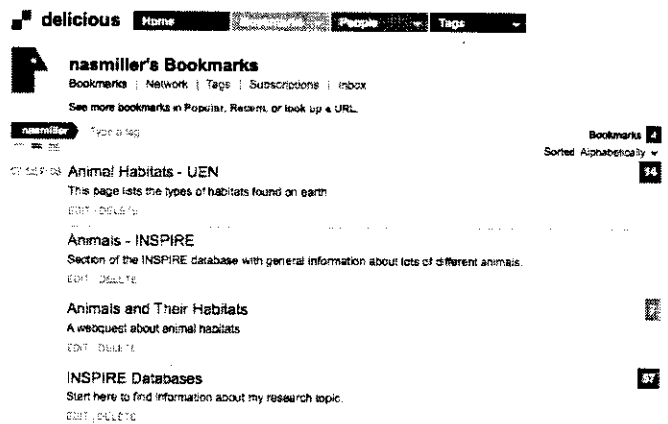 delicious Home People Tags
nasmiller's Bookmarks
Bookmarks | Network | Tags | Subscriptions | Inbox
See more bookmarks in Popular, Recent, or look up a URL.
nasmiller Type a tag
Bookmarks 4
Sorted Alphabetically
Animal Habitats - UEN
This page lists the types of habitats found on earth
EDIT DELETE
Animals - INSPIRE
Section of the INSPIRE database with general information about lots of different animals.
EDIT DELETE
Animals and Their Habitats
A webquest about animal habitats
EDIT DELETE
INSPIRE Databases
Start here to find information about my research topic.
EDIT DELETE